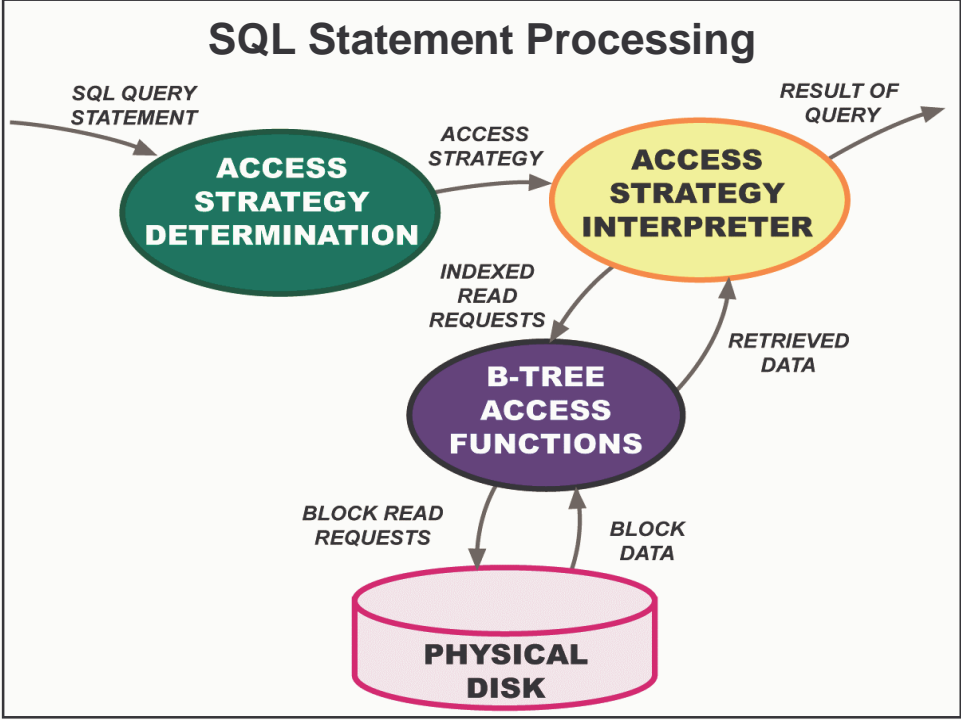 SQL Statement Processing
SQL QUERY
STATEMENT
ACCESS
STRATEGY
DETERMINATION
ACCESS
STRATEGY
ACCESS
STRATEGY
INTERPRETER
RESULT OF
QUERY
INDEXED
READ
REQUESTS
RETRIEVED
DATA
B-TREE
ACCESS
FUNCTIONS
BLOCK READ
REQUESTS
BLOCK
DATA
PHYSICAL
DISK